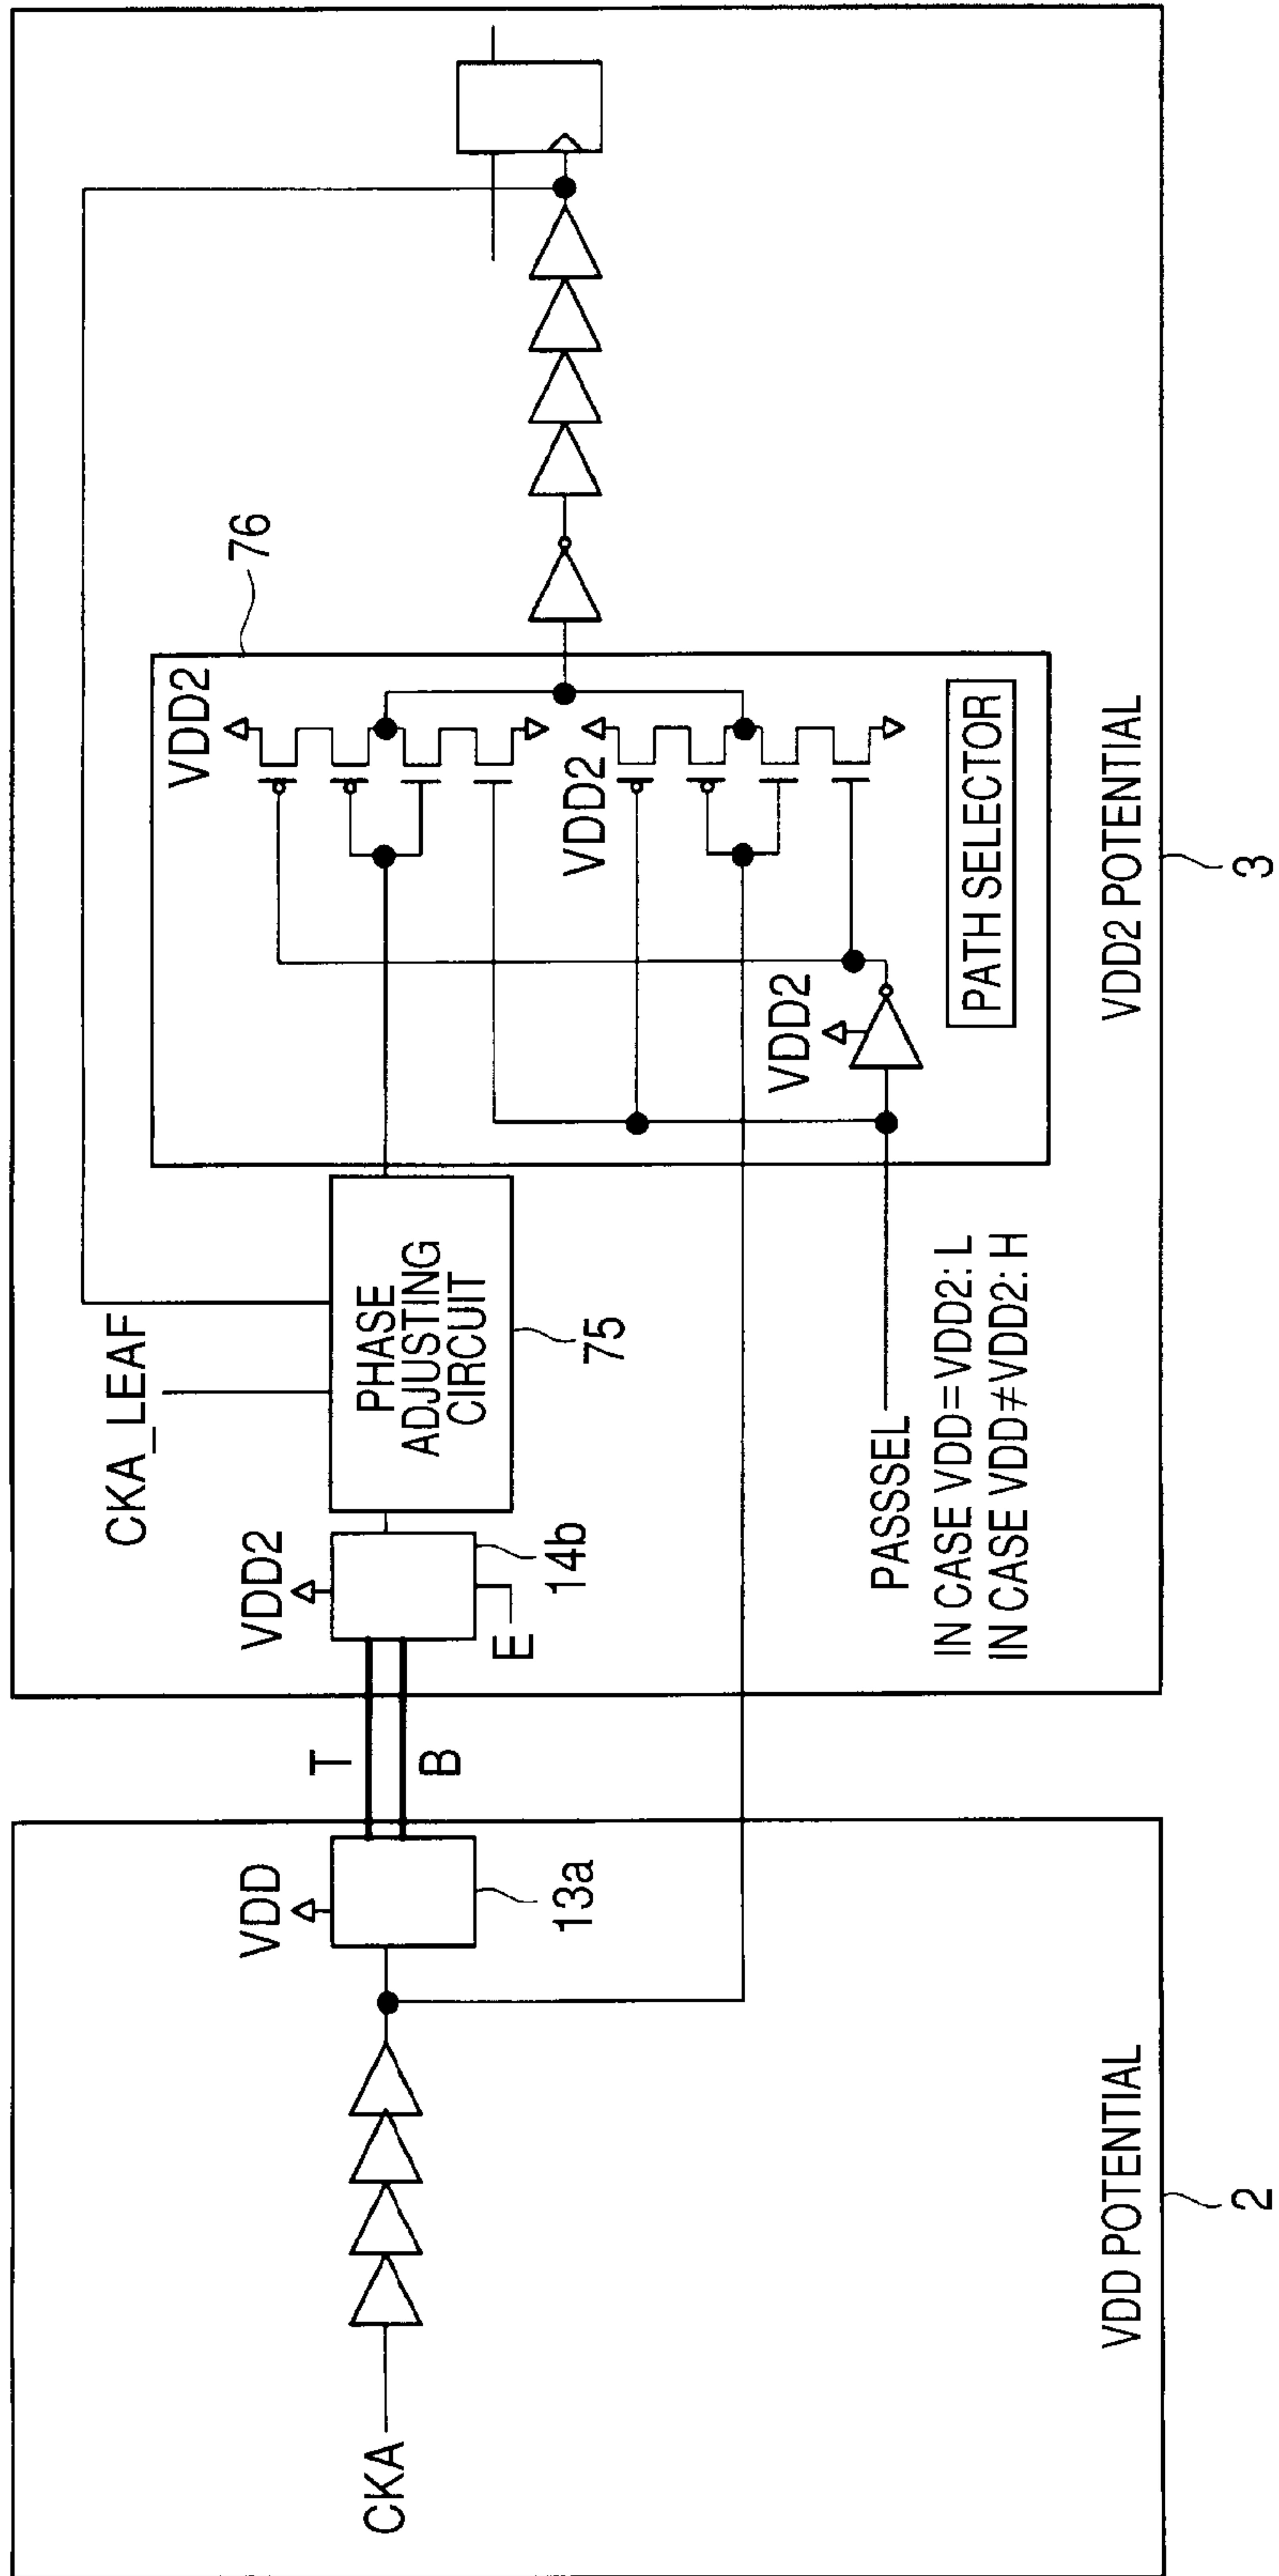 CKA
VDD
13a
T
B
VDD POTENTIAL
2
VDD2
14b
E
CKA_LEAF
PHASE
ADJUSTING
CIRCUIT
75
PASSSEL
IN CASE VDD=VDD2: L
IN CASE VDD≠VDD2: H
76
VDD2
VDD2
VDD2
PATH SELECTOR
VDD2 POTENTIAL
3